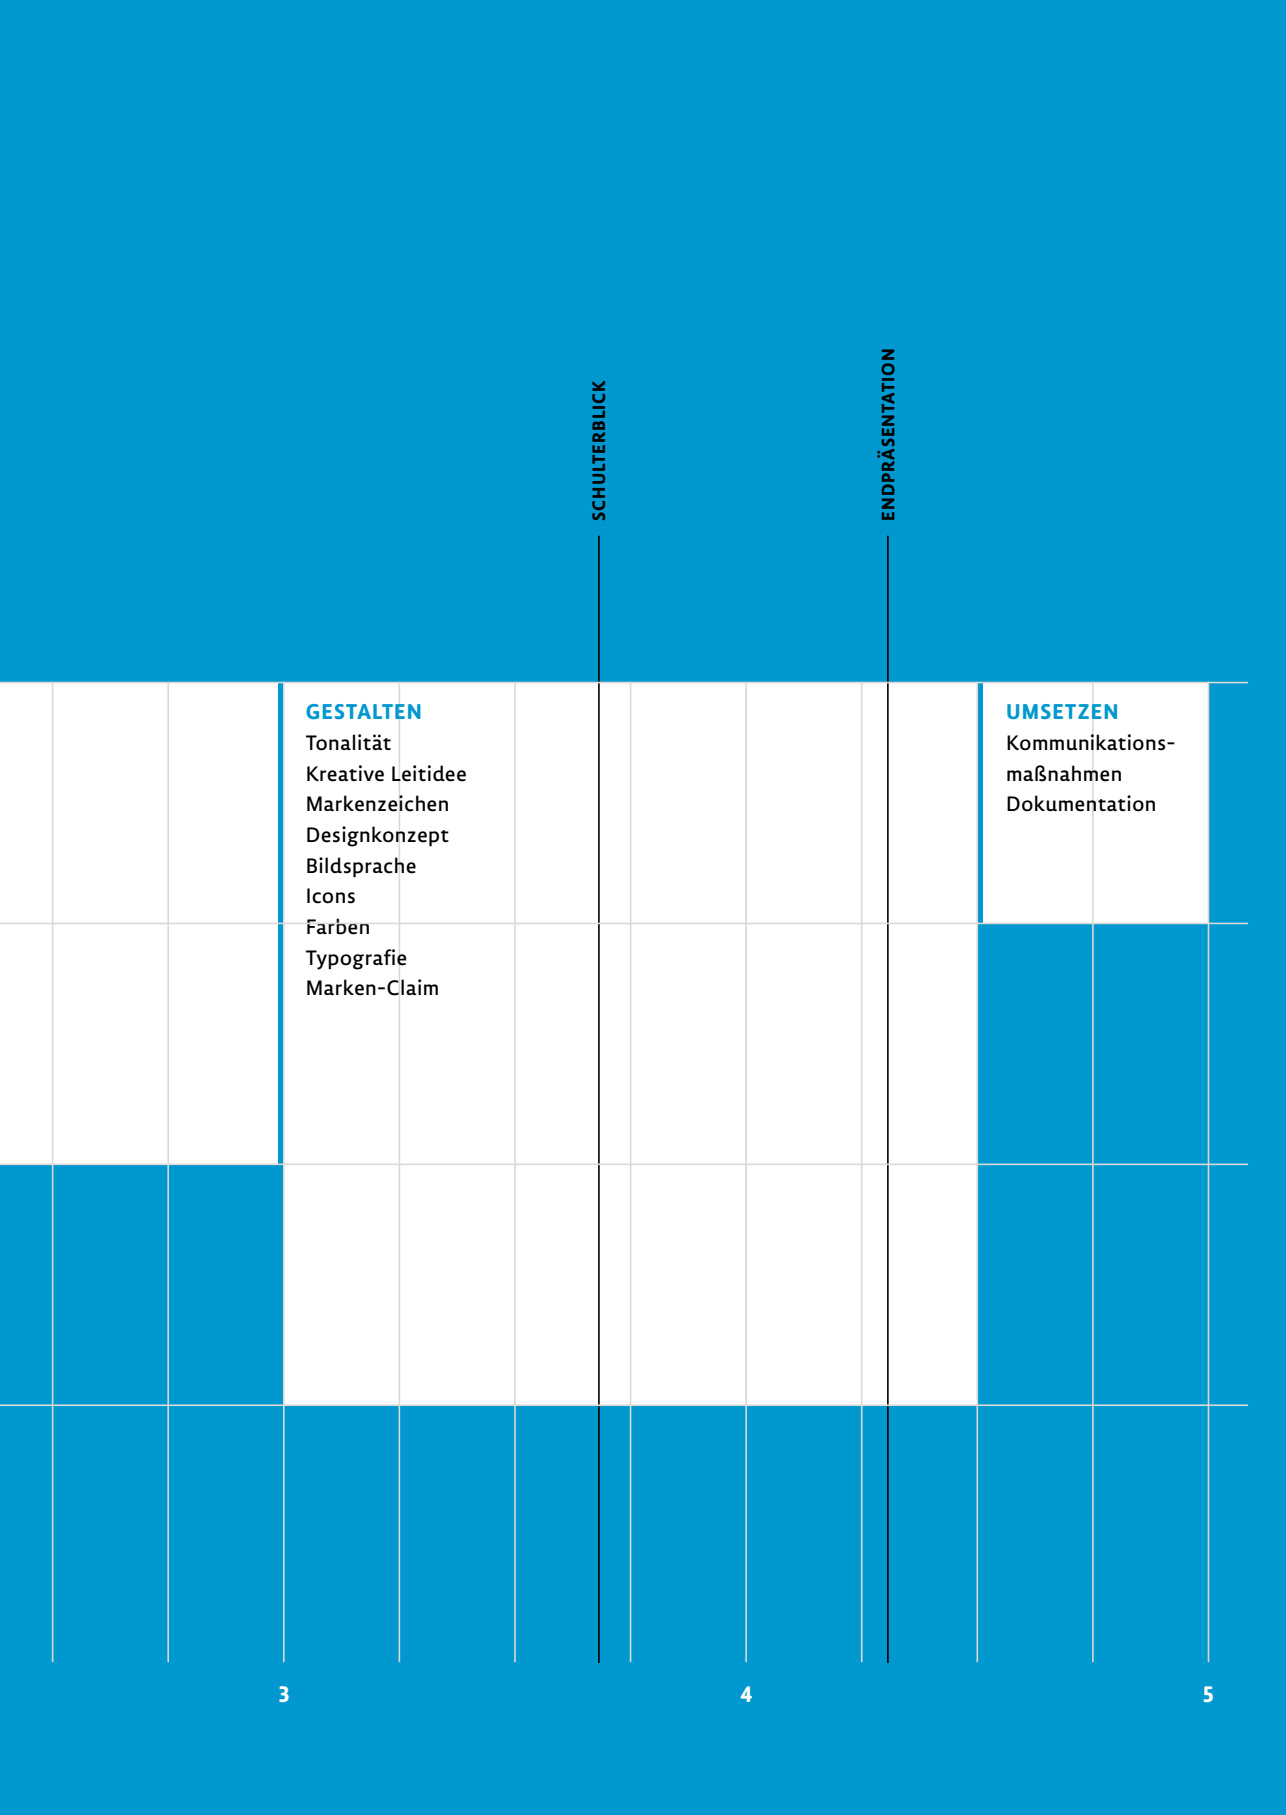 SCHULTERBLICK
ENDPRÄSENTATION
GESTALTEN
Tonalität
Kreative Leitidee
Markenzeichen
Designkonzept
Bildsprache
Icons
Farben
Typografie
Marken-Claim
UMSETZEN
Kommunikations-
maßnahmen
Dokumentation
3
4
5